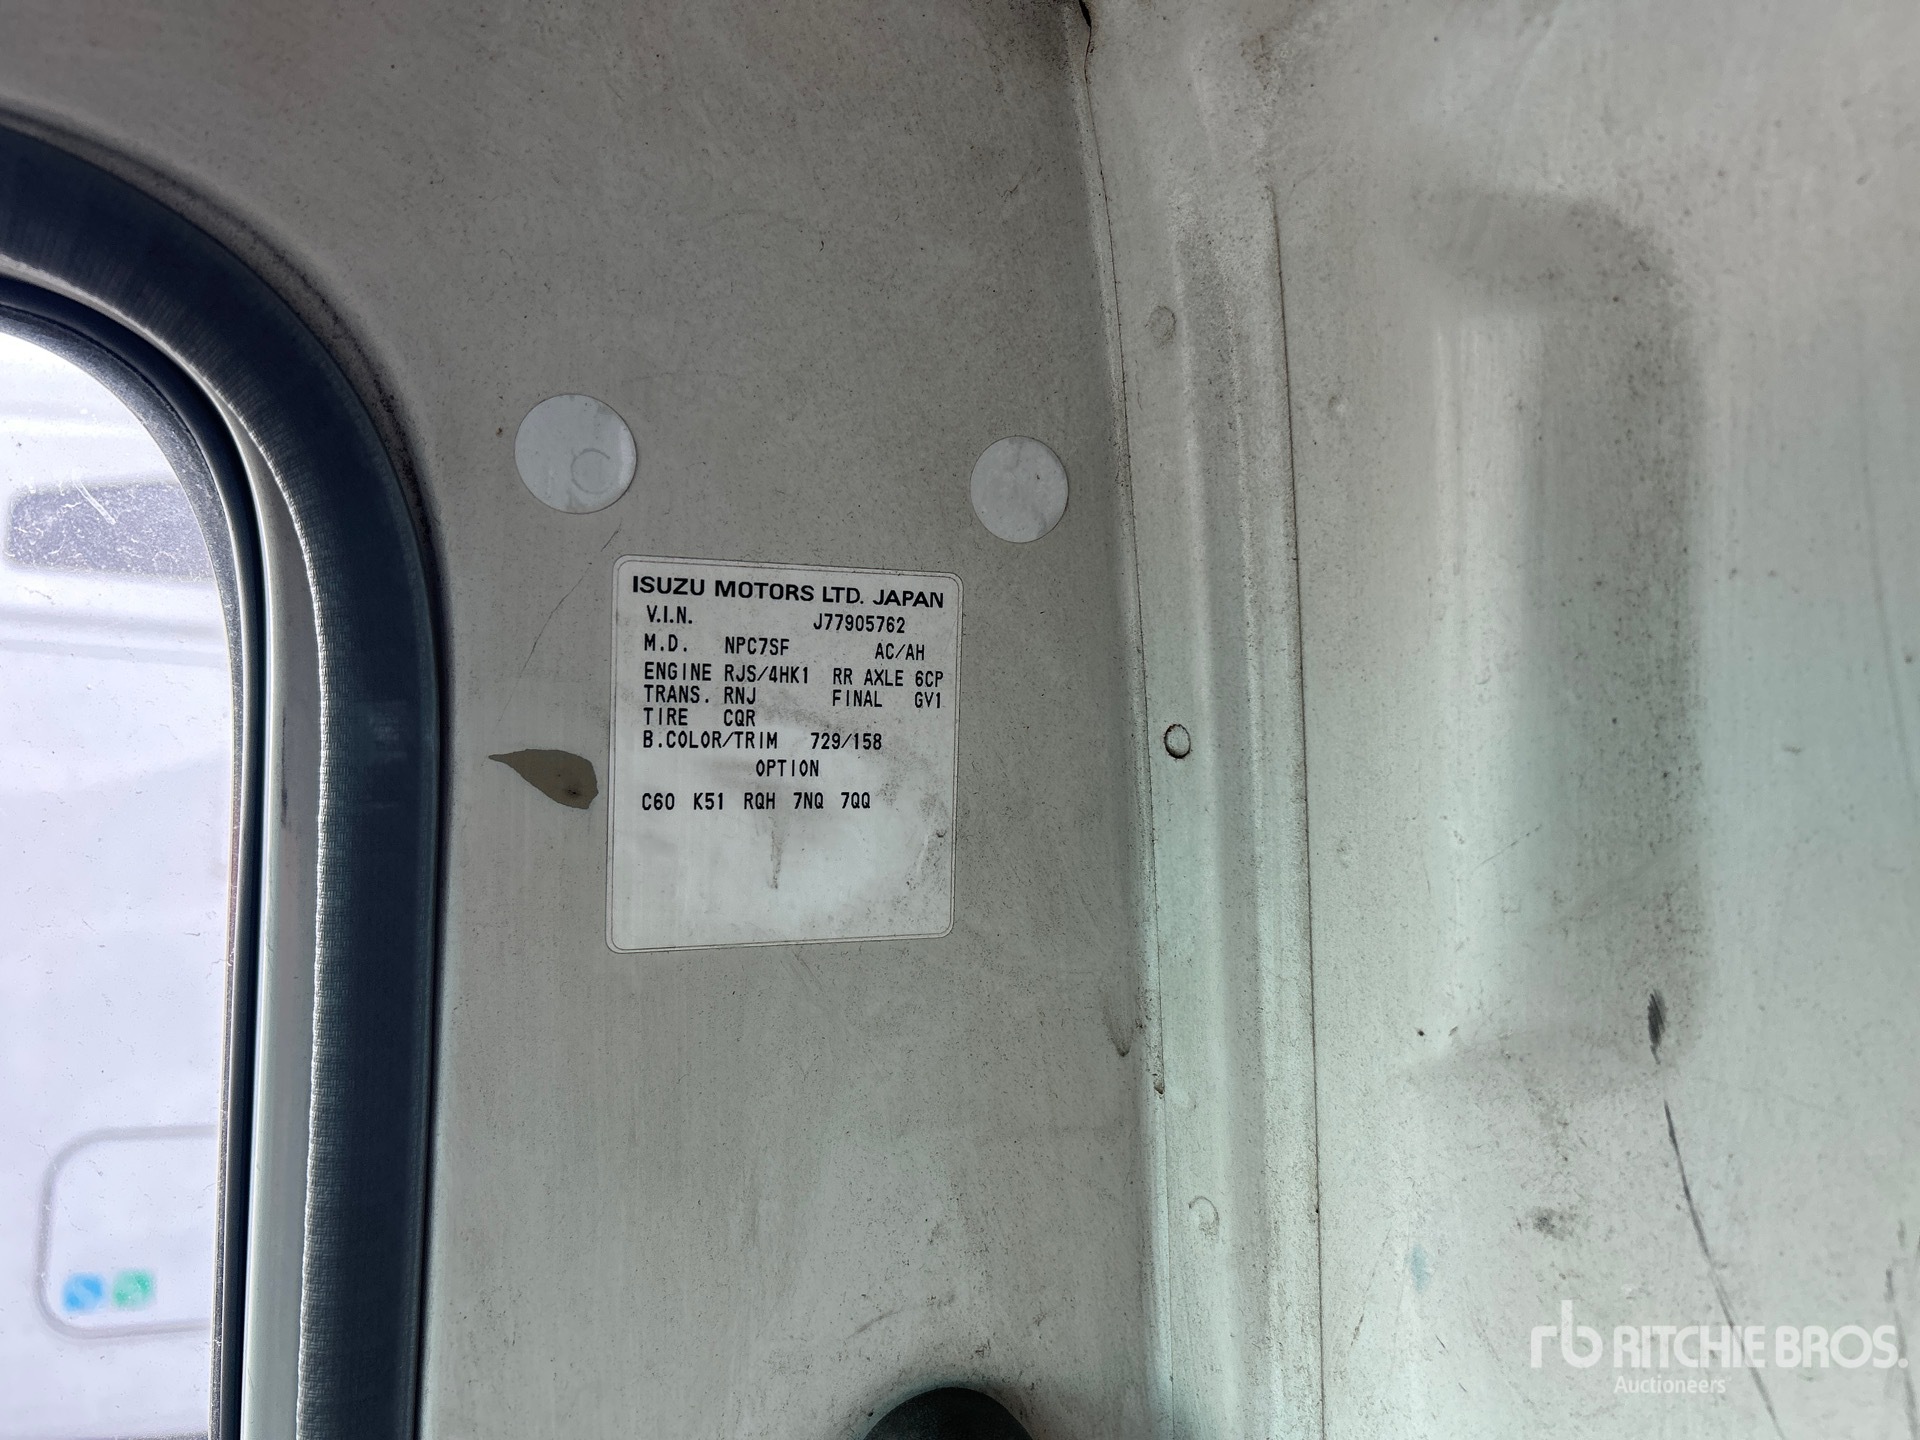 ISUZU MOTORS LTD. JAPAN
V.I.N. J77905762
M.D. NPC7SF AC/AH
ENGINE RJS/4HK1 RR AXLE 6CP
TRANS. RNJ FINAL GV1
TIRE CQR
B.COLOR/TRIM 729/158
OPTION
C60 K51 RQH 7NQ 7QQ
rb RITCHIE BROS.
Auctioneers